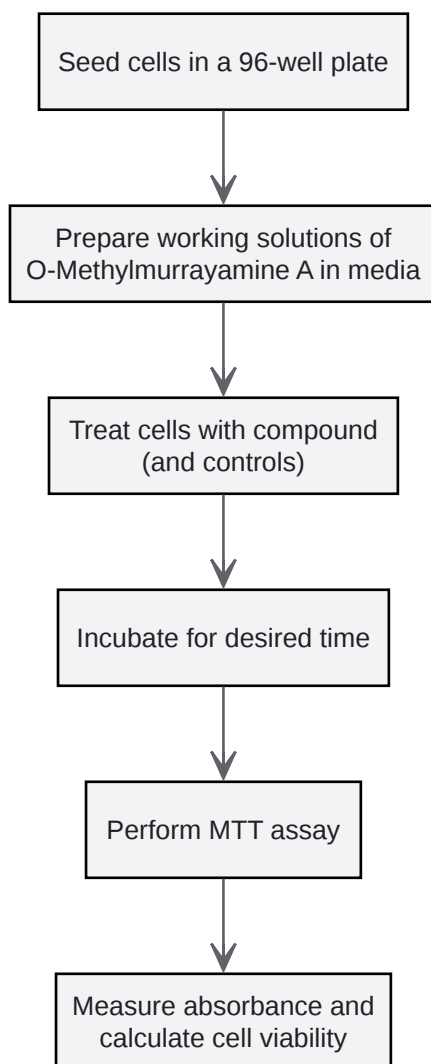 Seed cells in a 96-well plate
Prepare working solutions of
O-Methylmurrayamine A in media
Treat cells with compound
(and controls)
Incubate for desired time
Perform MTT assay
Measure absorbance and
calculate cell viability